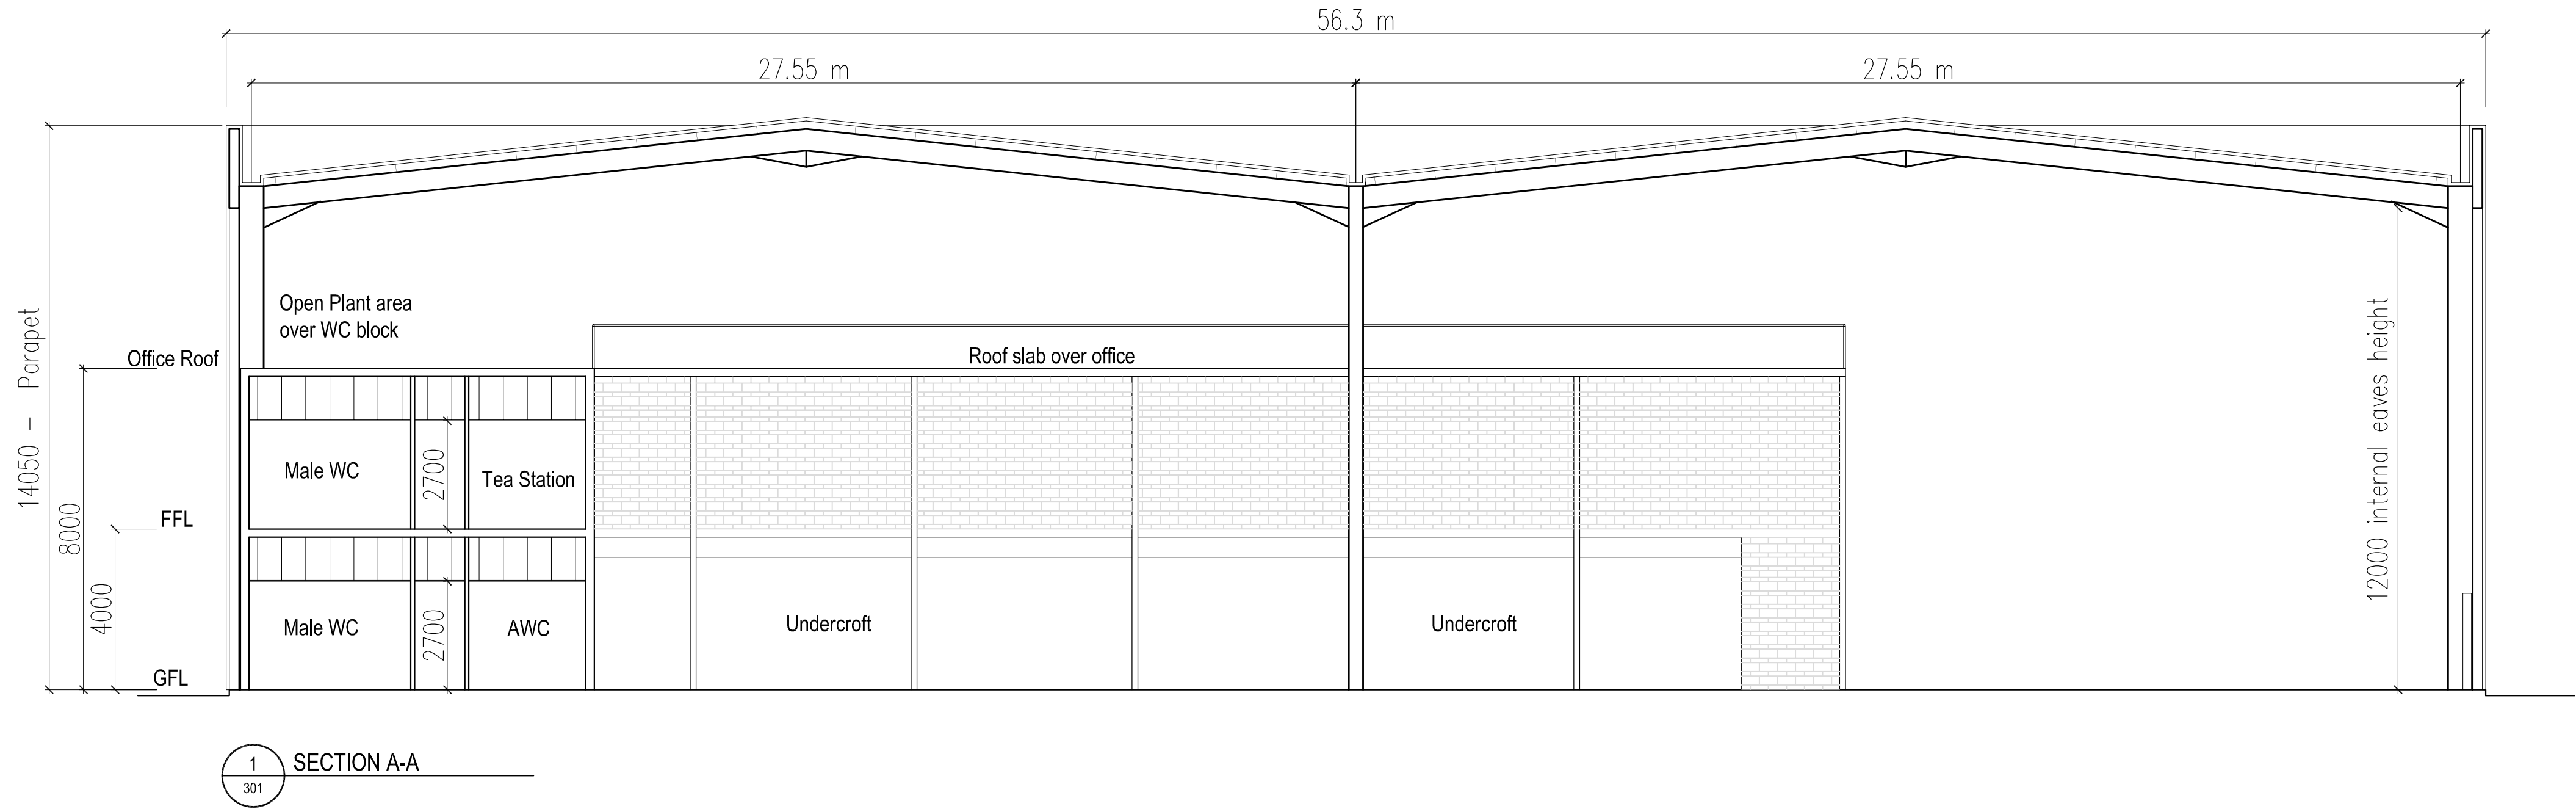 56.3 m
27.55 m
27.55 m
14050 - Parapet
Open Plant area
over WC block
Office Roof
Roof slab over office
12000 internal eaves height
8000
Male WC
2700
Tea Station
FFL
4000
Male WC
2700
AWC
Undercroft
Undercroft
GFL
1
301
SECTION A-A